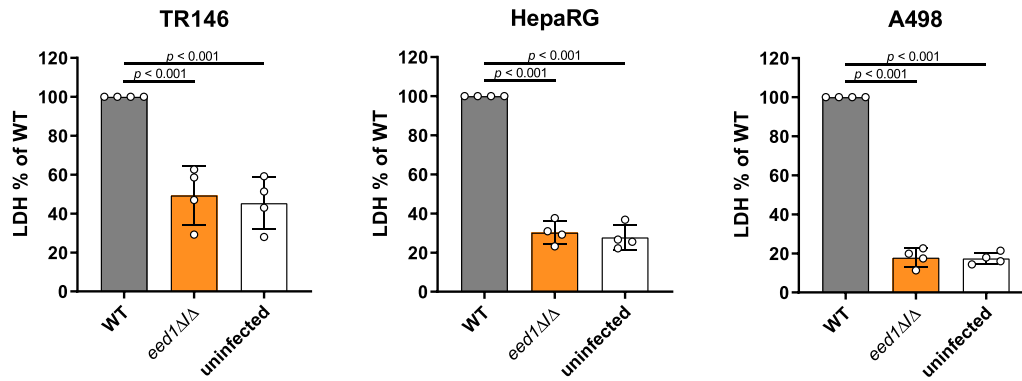 TR146
LDH % of WT
120
100
80
60
40
20
0
p < 0.001
p < 0.001
WT
eed1Δ/Δ
uninfected
HepaRG
LDH % of WT
120
100
80
60
40
20
0
p < 0.001
p < 0.001
WT
eed1Δ/Δ
uninfected
A498
LDH % of WT
120
100
80
60
40
20
0
p < 0.001
p < 0.001
WT
eed1Δ/Δ
uninfected